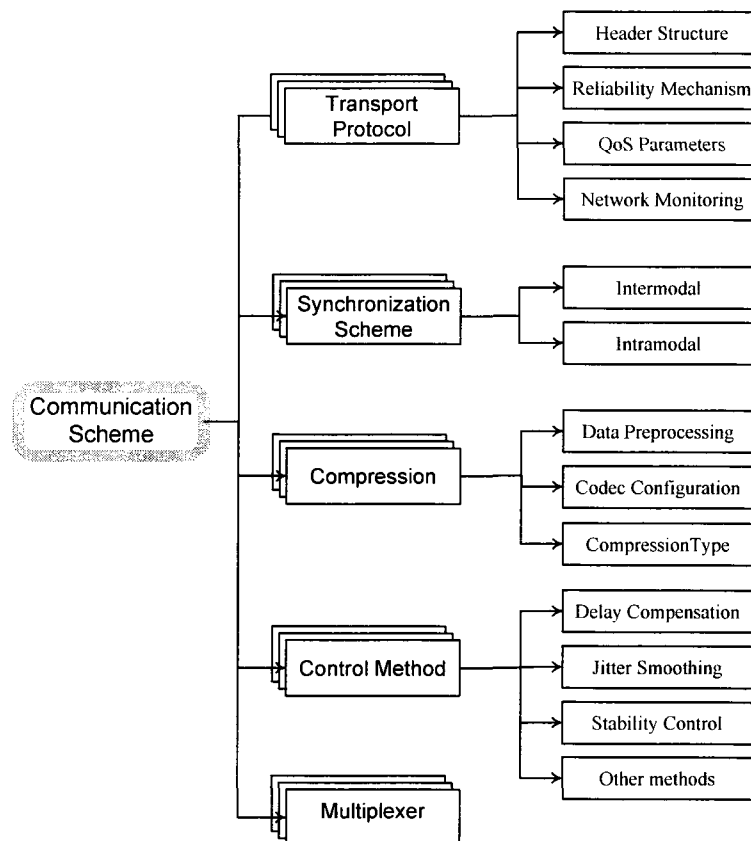 Communication
Scheme
Transport
Protocol
Header Structure
Reliability Mechanism
QoS Parameters
Network Monitoring
Synchronization
Scheme
Intermodal
Intramodal
Compression
Data Preprocessing
Codec Configuration
CompressionType
Control Method
Delay Compensation
Jitter Smoothing
Stability Control
Other methods
Multiplexer